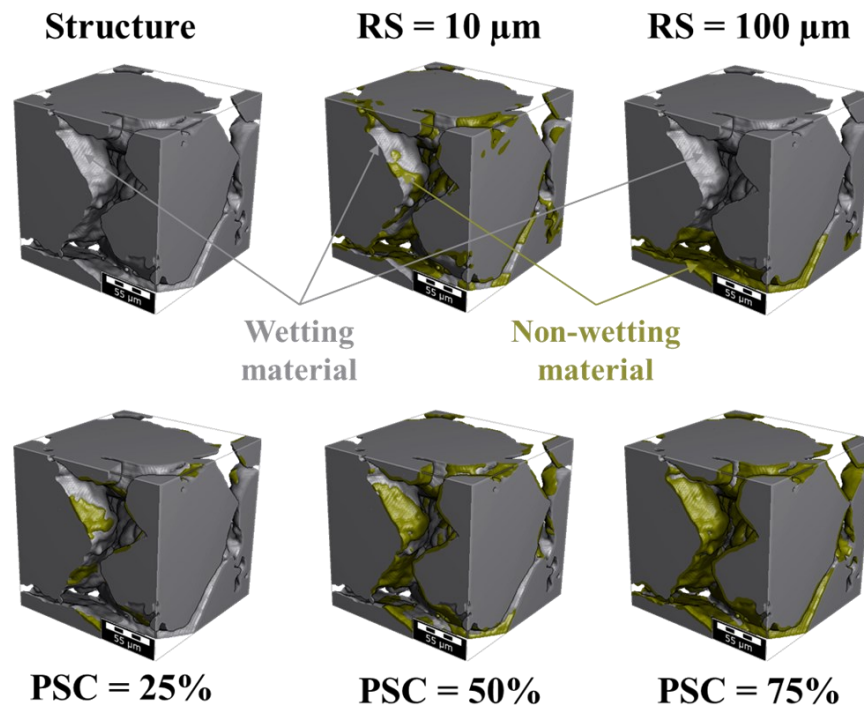 Structure
RS = 10 µm
RS = 100 µm
55 µm
55 µm
55 µm
Wetting
material
Non-wetting
material
55 µm
55 µm
55 µm
PSC = 25%
PSC = 50%
PSC = 75%